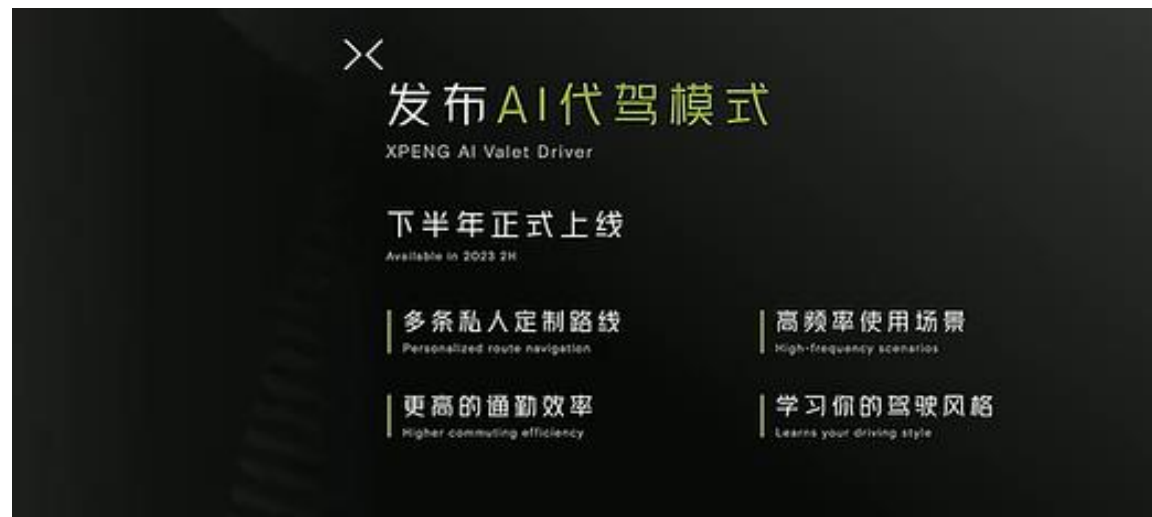 发布AI代驾模式
XPENG AI Valet Driver
下半年正式上线
Available in 2023 2H
多条私人定制路线
Personalized route navigation
高频率使用场景
High-frequency scenarios
更高的通勤效率
Higher commuting efficiency
学习你的驾驶风格
Learns your driving style